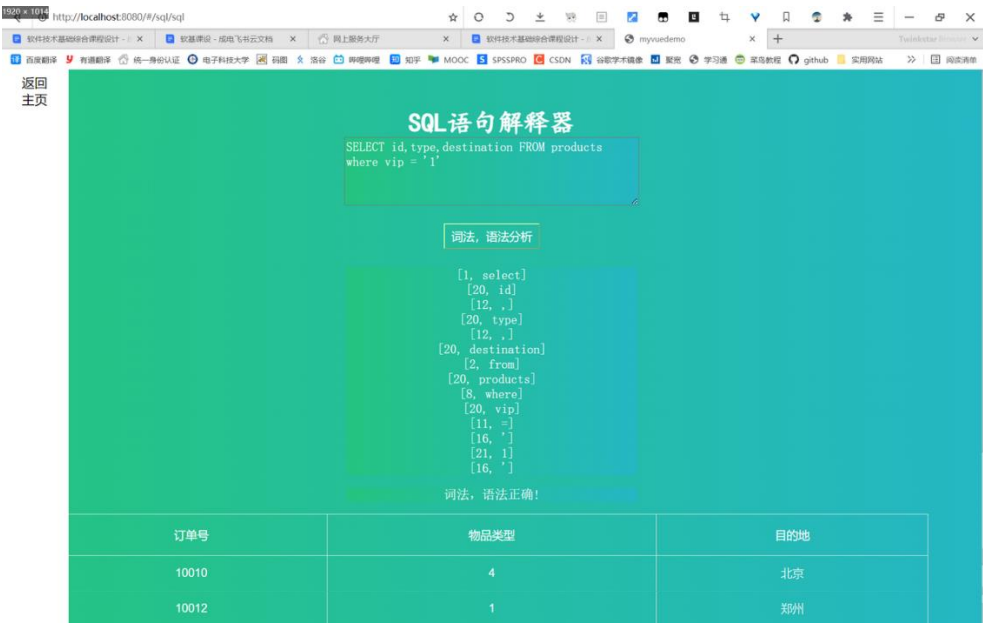 1920 × 1014
http://localhost:8080/#/sql/sql
软件技术基础综合课程设计 -
软基课设 - 成电飞书云文档
网上服务大厅
软件技术基础综合课程设计 -
myvuedemo
百度翻译 有道翻译 统一身份认证 电子科技大学 码图 洛谷 哔哩哔哩 知乎 MOOC SPSSPRO CSDN 谷歌学术镜像 聚宽 学习通 菜鸟教程 github 实用网站 阅读清单
返回
主页
SQL语句解释器
SELECT id,type,destination FROM products
where vip = '1'
词法，语法分析
[1, select]
[20, id]
[12, ,]
[20, type]
[12, ,]
[20, destination]
[2, from]
[20, products]
[8, where]
[20, vip]
[11, =]
[16, ']
[21, 1]
[16, ']
词法，语法正确！
订单号 物品类型 目的地
10010 4 北京
10012 1 郑州